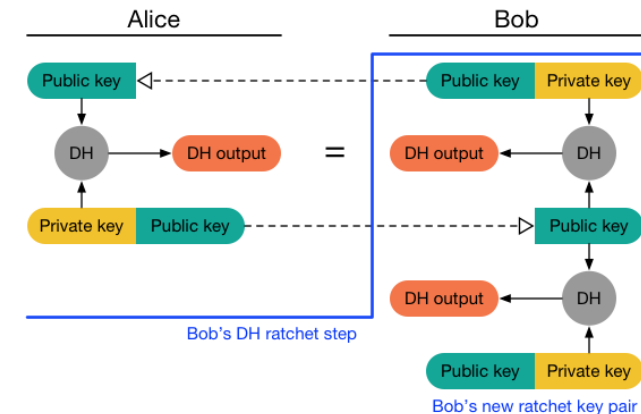 Alice
Bob
Public key
Public key Private key
DH
DH output
=
DH output
DH
Private key Public key
Public key
DH output
DH
Bob's DH ratchet step
Public key Private key
Bob's new ratchet key pair